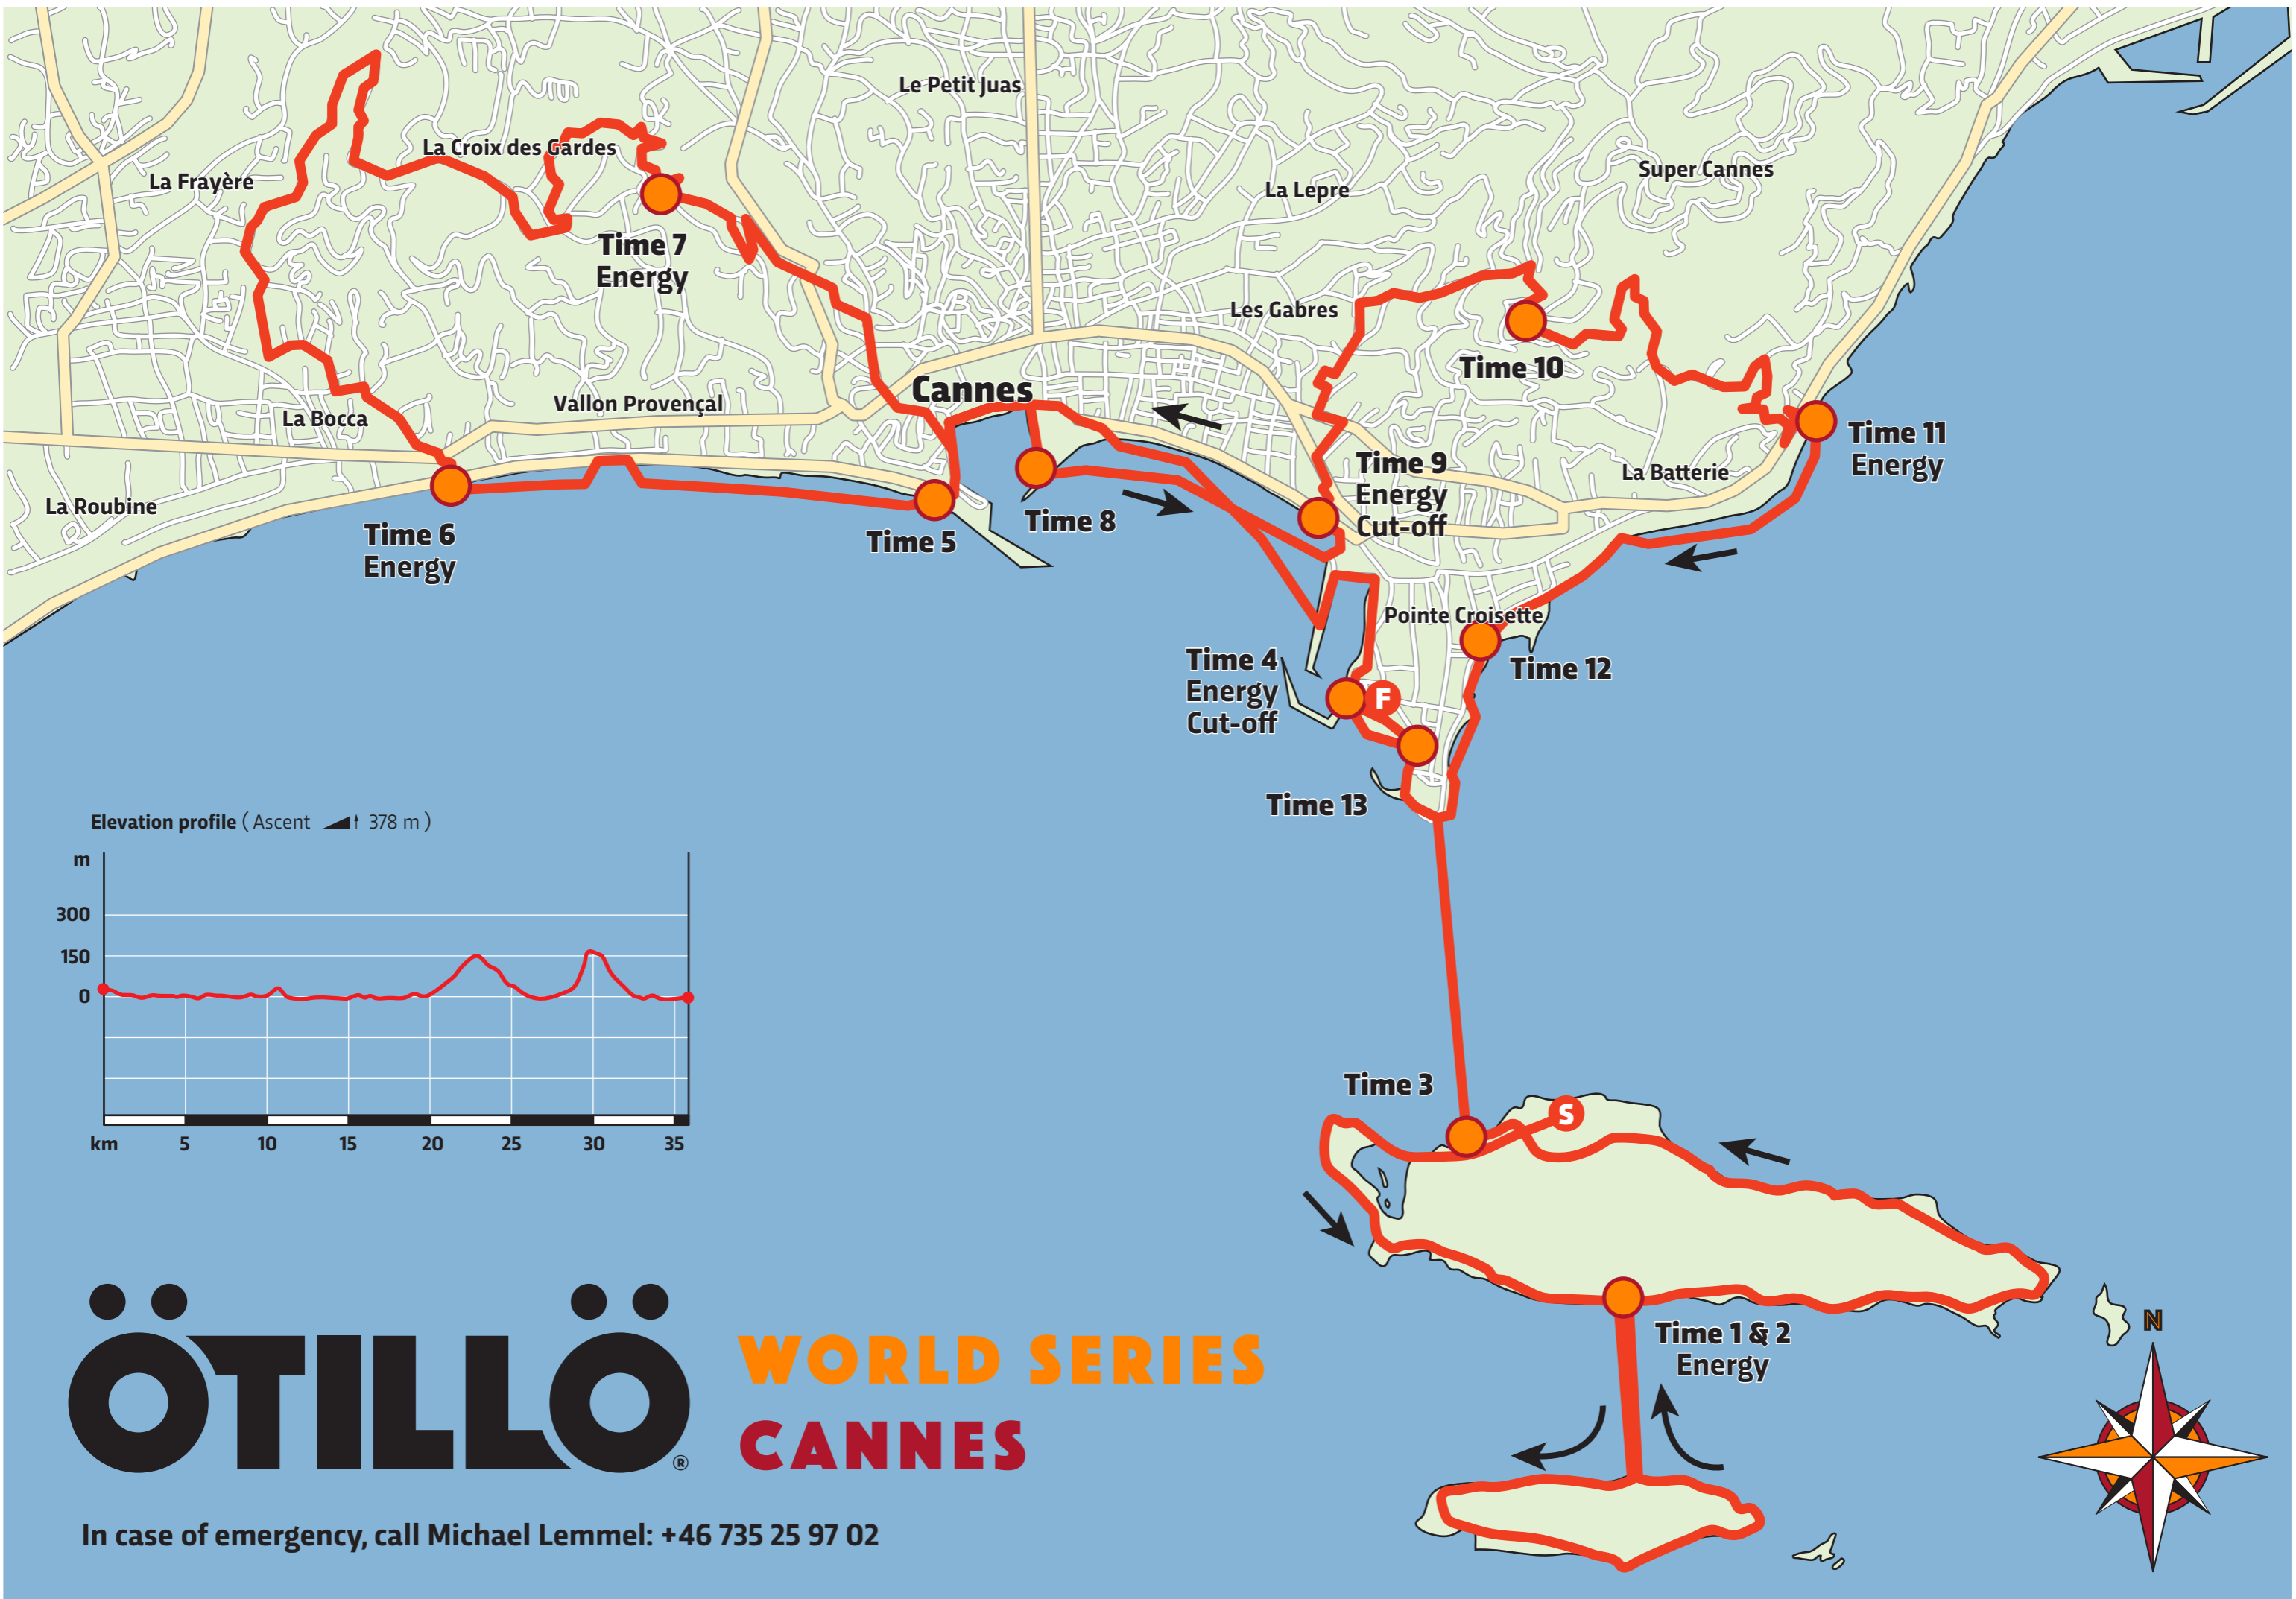 Le Petit Juas
La Croix des Gardes
La Frayère
Super Cannes
La Lepre
Time 7
Energy
Les Gabres
Time 10
Cannes
Vallon Provençal
La Bocca
Time 11
Energy
Time 9
Energy
Cut-off
La Batterie
La Roubine
Time 6
Energy
Time 5
Time 8
Pointe Croisette
Time 12
Time 4
Energy
Cut-off
F
Time 13
Elevation profile ( Ascent 378 m )
m
300
150
0
km 5 10 15 20 25 30 35
Time 3
S
Time 1 & 2
Energy
N
ÖTILLÖ®
WORLD SERIES
CANNES
In case of emergency, call Michael Lemmel: +46 735 25 97 02